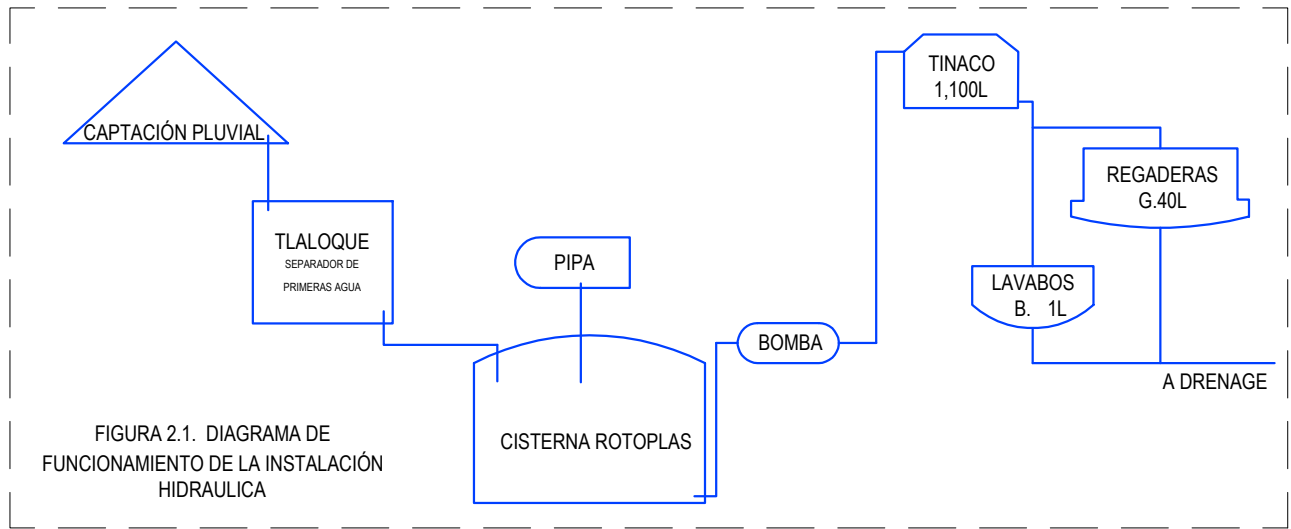 CAPTACIÓN PLUVIAL
TLALOQUE
SEPARADOR DE
PRIMERAS AGUA
PIPA
CISTERNA ROTOPLAS
BOMBA
TINACO
1,100L
REGADERAS
G.40L
LAVABOS
B. 1L
A DRENAGE
FIGURA 2.1. DIAGRAMA DE
FUNCIONAMIENTO DE LA INSTALACIÓN
HIDRAULICA